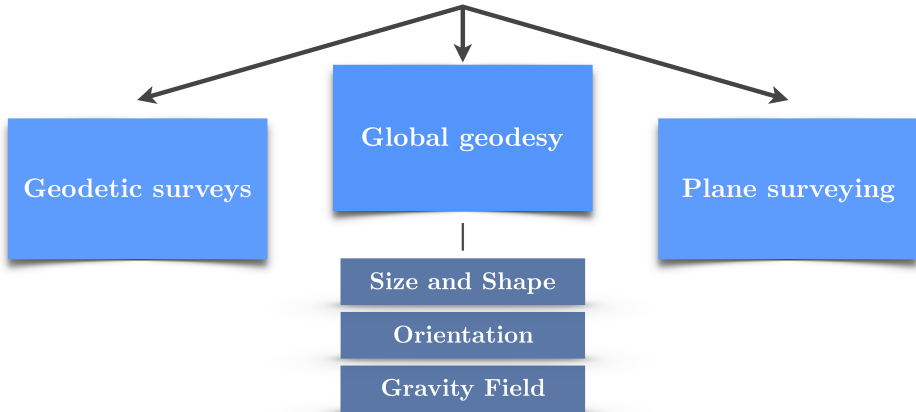 Global geodesy
Geodetic surveys
Plane surveying
Size and Shape
Orientation
Gravity Field